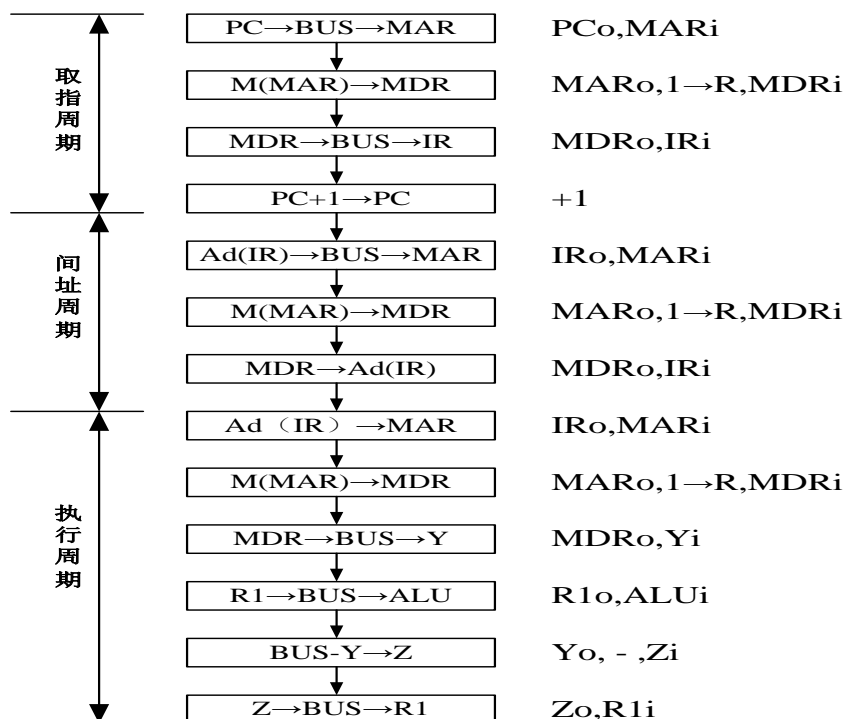 PC→BUS→MAR PCo,MARi
取指周期
M(MAR)→MDR MARo,1→R,MDRi
MDR→BUS→IR MDRo,IRi
PC+1→PC +1
间址周期
Ad(IR)→BUS→MAR IRo,MARi
M(MAR)→MDR MARo,1→R,MDRi
MDR→Ad(IR) MDRo,IRi
执行周期
Ad（IR）→MAR IRo,MARi
M(MAR)→MDR MARo,1→R,MDRi
MDR→BUS→Y MDRo,Yi
R1→BUS→ALU R1o,ALUi
BUS-Y→Z Yo, - ,Zi
Z→BUS→R1 Zo,R1i